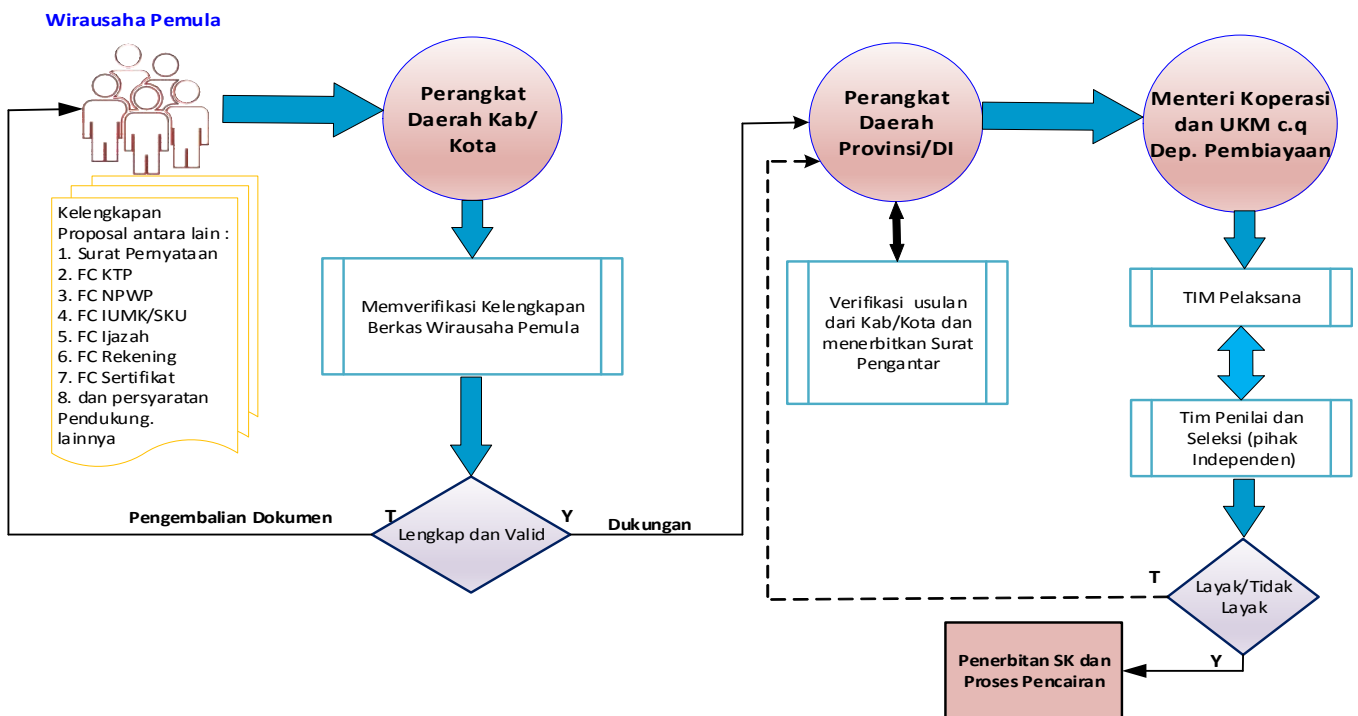 Wirausaha Pemula
Kelengkapan
Proposal antara lain :
1. Surat Pernyataan
2. FC KTP
3. FC NPWP
4. FC IUMK/SKU
5. FC Ijazah
6. FC Rekening
7. FC Sertifikat
8. dan persyaratan
Pendukung.
lainnya
Perangkat
Daerah Kab/
Kota
Memverifikasi Kelengkapan
Berkas Wirausaha Pemula
Lengkap dan Valid
T
Pengembalian Dokumen
Y
Dukungan
Perangkat
Daerah
Provinsi/DI
Verifikasi usulan
dari Kab/Kota dan
menerbitkan Surat
Pengantar
Menteri Koperasi
dan UKM c.q
Dep. Pembiayaan
TIM Pelaksana
Tim Penilai dan
Seleksi (pihak
Independen)
Layak/Tidak
Layak
T
Y
Penerbitan SK dan
Proses Pencairan